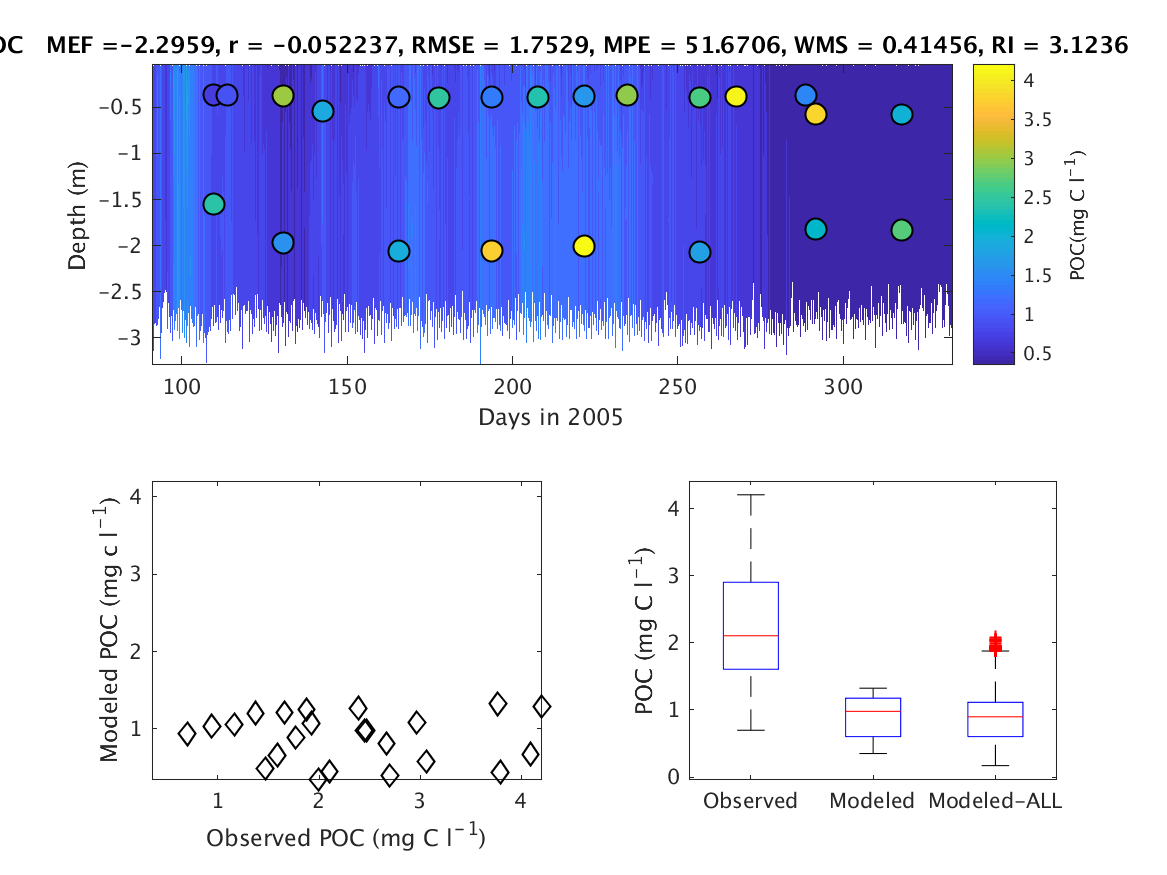 OC MEF =-2.2959, r = -0.052237, RMSE = 1.7529, MPE = 51.6706, WMS = 0.41456, RI = 3.1236
Depth (m)
-0.5
-1
-1.5
-2
-2.5
-3
100 150 200 250 300
Days in 2005
4
3.5
3
2.5
2
1.5
1
0.5
POC(mg C l⁻¹)
Modeled POC (mg c l⁻¹)
4
3
2
1
1 2 3 4
Observed POC (mg C l⁻¹)
POC (mg C l⁻¹)
4
3
2
1
0
Observed Modeled Modeled-ALL